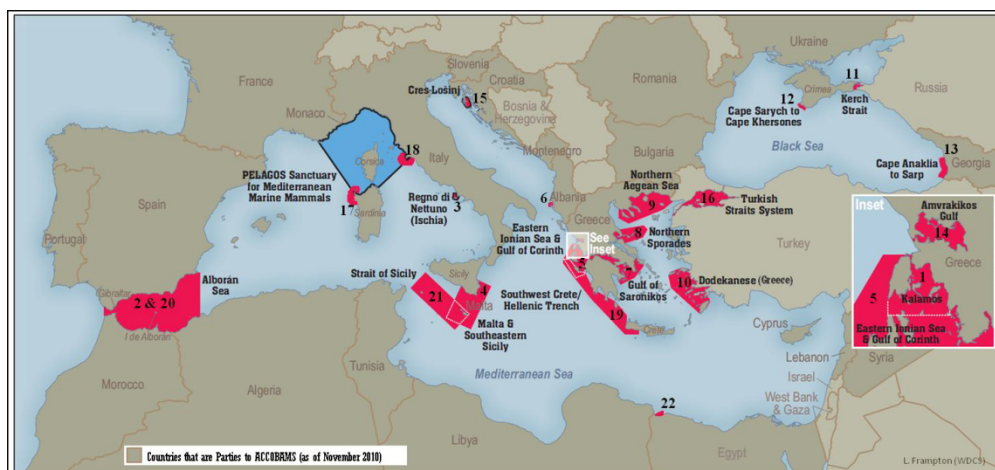 Ukraine
Slovenia
France
Croatia
Romania
Crimea
11
Russia
Cres-Lošinj
15
12
Kerch
Strait
Monaco
Bosnia &
Herzegovina
Cape Sarych to
Cape Khersones
Black Sea
13
18
Montenegro
Bulgaria
Georgia
Corsica
Italy
Cape Anaklia
to Sarp
PELAGOS Sanctuary
for Mediterranean
Marine Mammals
Northern
Aegean Sea
6
Albania
9
16
Turkish
Straits System
Inset
Amvrakikos
Gulf
14
Spain
17
Sardinia
Regno di
Nettuno
(Ischia)
3
Greece
8
Northern
Sporades
Turkey
Greece
Portugal
Eastern
Ionian Sea &
Gulf of Corinth
See
Inset
5
7
1
Kalamos
5
Strait of Sicily
Sicily
Gulf of
Saronikos
10
Dodekanese (Greece)
Eastern Ionian Sea
& Gulf of Corinth
Gibraltar
2 & 20
Alborán
Sea
I de Alborán
21
4
Malta
Southwest Crete/
Hellenic Trench
19
Crete
Malta &
Southeastern
Sicily
Cyprus
Lebanon
Syria
Mediterranean Sea
Israel
West Bank
& Gaza
Morocco
Algeria
Tunisia
22
Libya
Egypt
Countries that are Parties to ACCOBAMS (as of November 2010)
L. Frampton (WDCS)